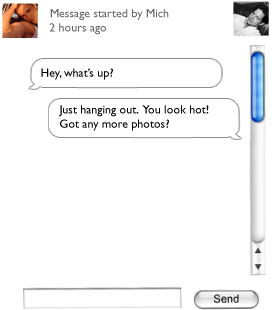 Message started by Mich
2 hours ago
Hey, what's up?
Just hanging out. You look hot!
Got any more photos?
Send